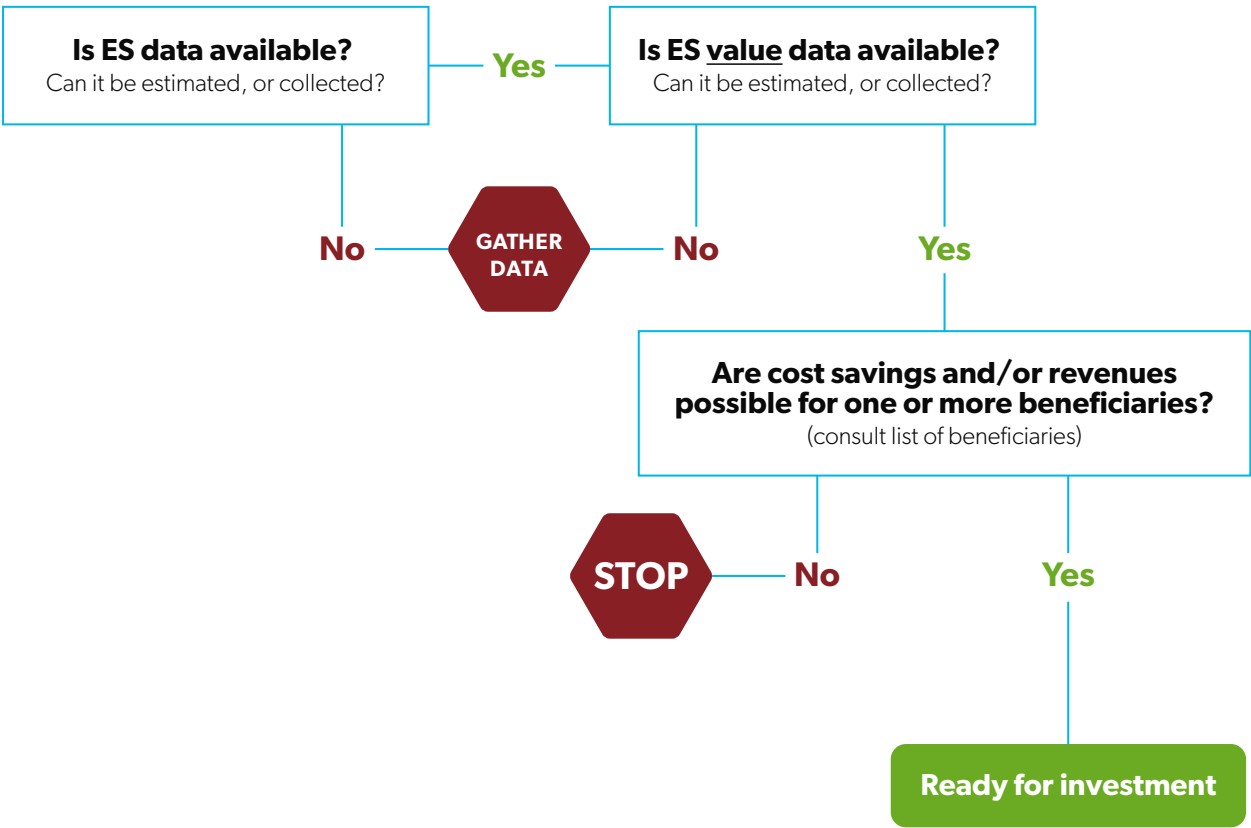 Is ES data available?
Can it be estimated, or collected?
Yes
Is ES value data available?
Can it be estimated, or collected?
No
GATHER
DATA
No
Yes
Are cost savings and/or revenues
possible for one or more beneficiaries?
(consult list of beneficiaries)
STOP
No
Yes
Ready for investment